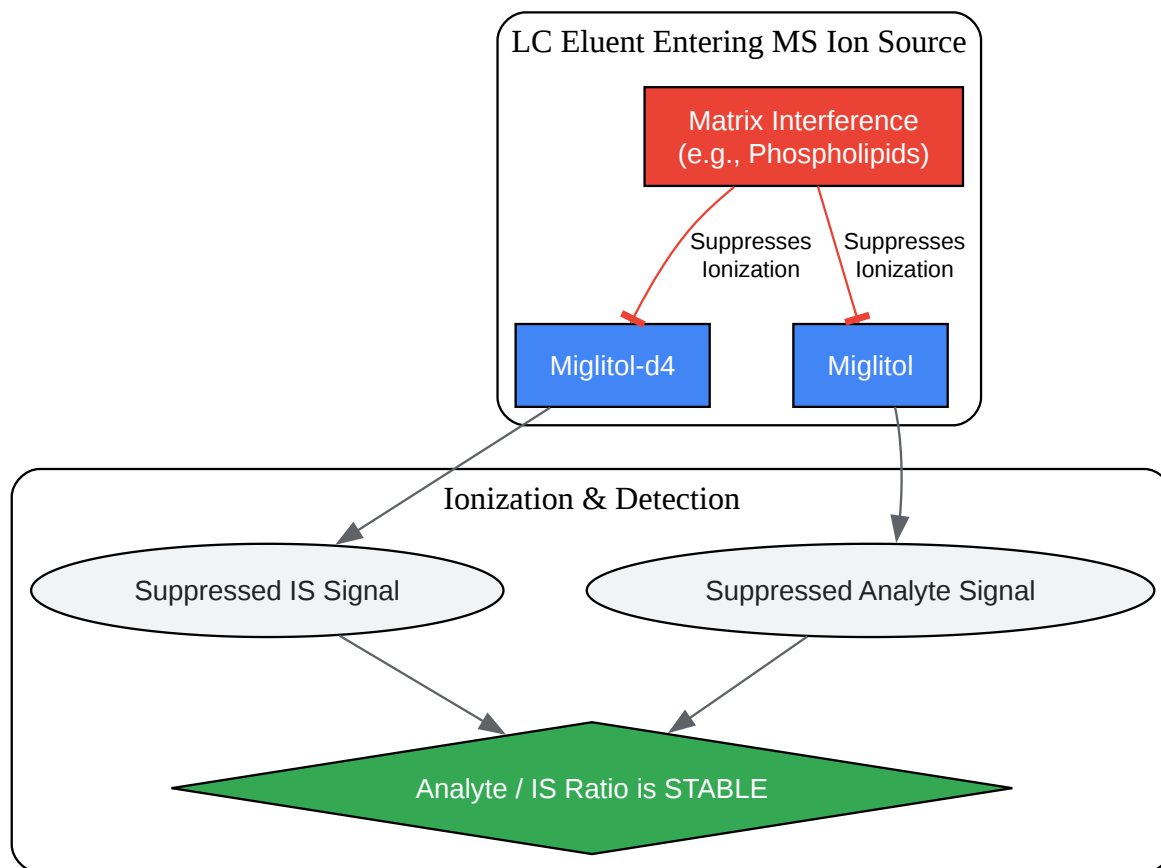 LC Eluent Entering MS Ion Source
Matrix Interference
(e.g., Phospholipids)
Suppresses
Ionization
Suppresses
Ionization
Miglitol-d4
Miglitol
Ionization & Detection
Suppressed IS Signal
Suppressed Analyte Signal
Analyte / IS Ratio is STABLE